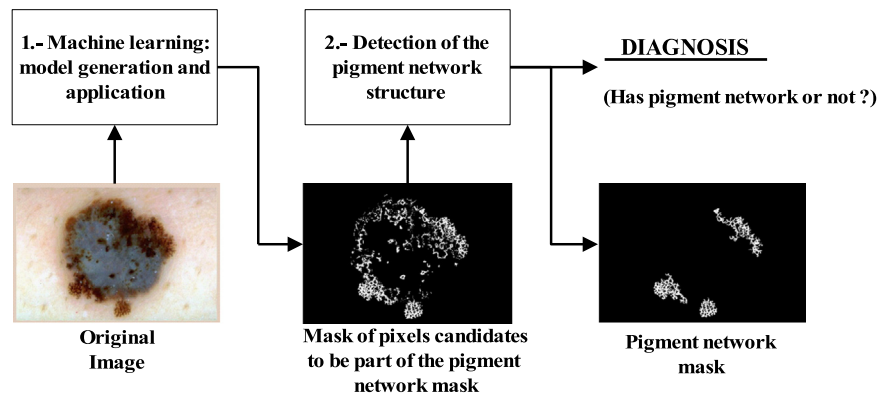 1.- Machine learning:
model generation and
application
2.- Detection of the
pigment network
structure
DIAGNOSIS
(Has pigment network or not ?)
Original
Image
Mask of pixels candidates
to be part of the pigment
network mask
Pigment network
mask